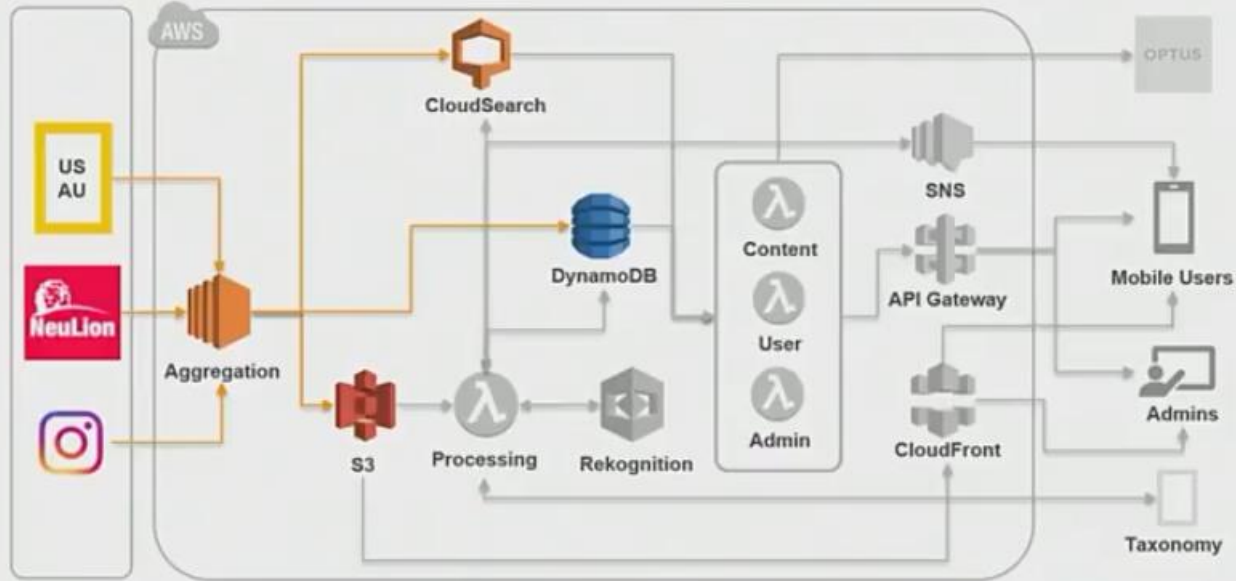 AWS
OPTUS
CloudSearch
US
AU
SNS
Content
DynamoDB
API Gateway
Mobile Users
NeuLion
User
Aggregation
Admins
Admin
CloudFront
S3
Processing
Rekognition
Taxonomy